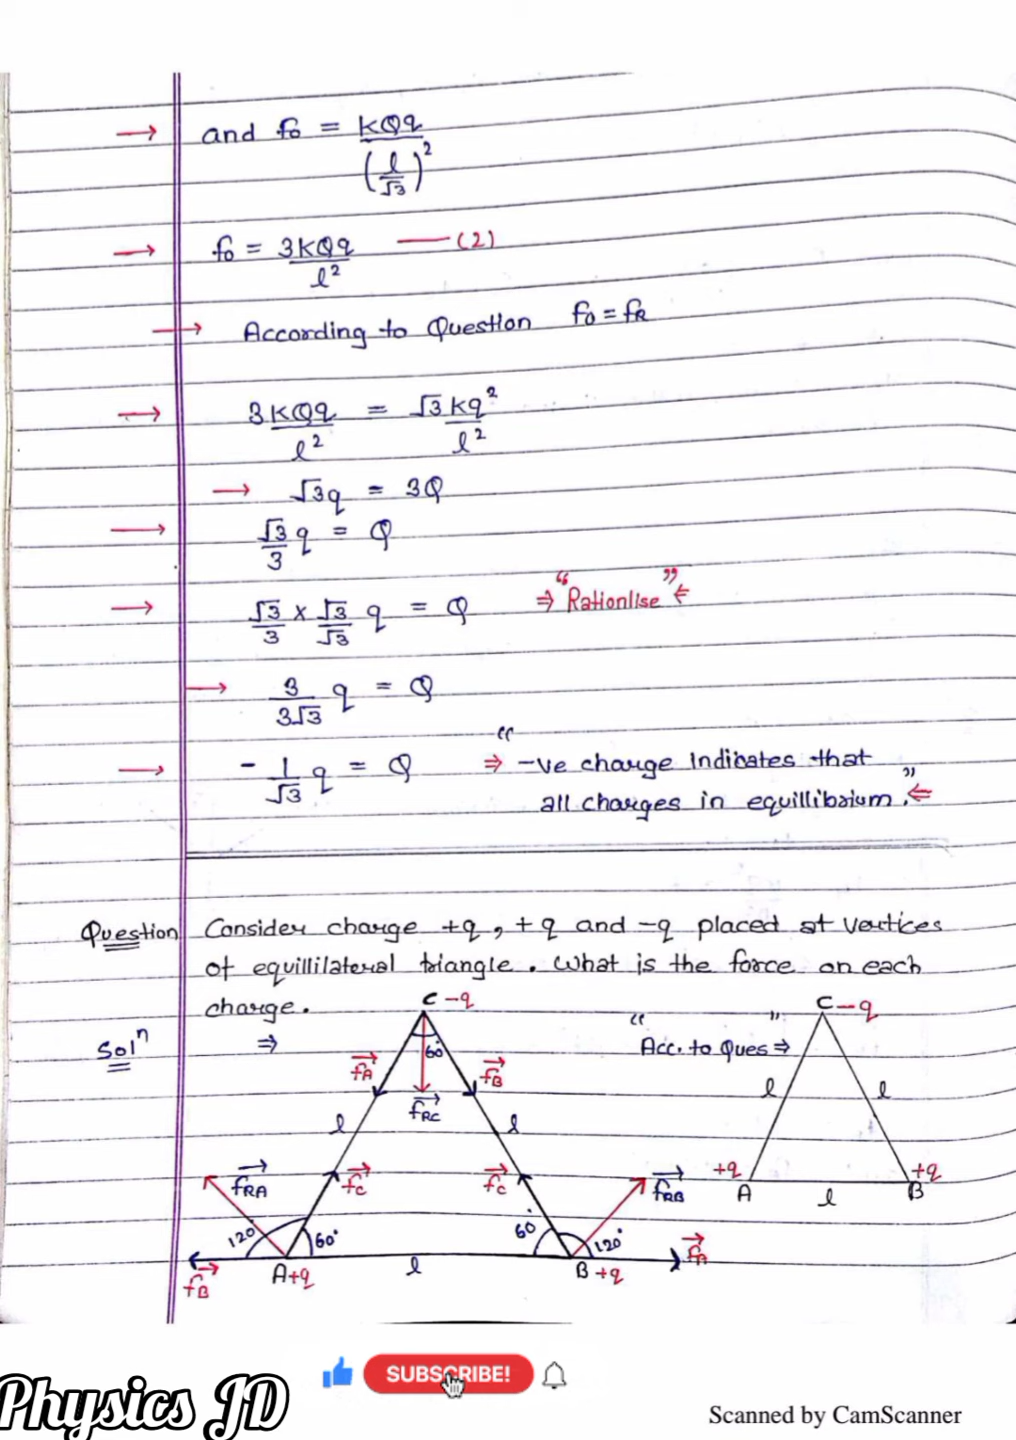 → and f₀ = kQq / (l/√3)²
→ f₀ = 3kQq / l² —(2)
→ According to Question f₀ = fR
→ 3kQq / l² = √3kq² / l²
→ √3q = 3Q
→ √3/3 q = Q
→ √3/3 × √3/√3 q = Q ⇒ "Rationlise" ⇐
→ 3/3√3 q = Q
→ - 1/√3 q = Q ⇒ " -ve charge indicates that
all charges in equillibrium." ⇐
Question Consider charge +q, +q and -q placed at vertices
of equillilateral triangle. What is the force on each
charge.
Solⁿ ⇒
C -q
60°
fA
fB
fRC
l
l
fRA
fC
fC
fRB
120°
60°
60°
120°
fB
A+q
l
B+q
fA
"Acc. to Ques" ⇒
C-q
l
l
+q
A
l
+q
B
Physics JD
SUBSCRIBE!
Scanned by CamScanner